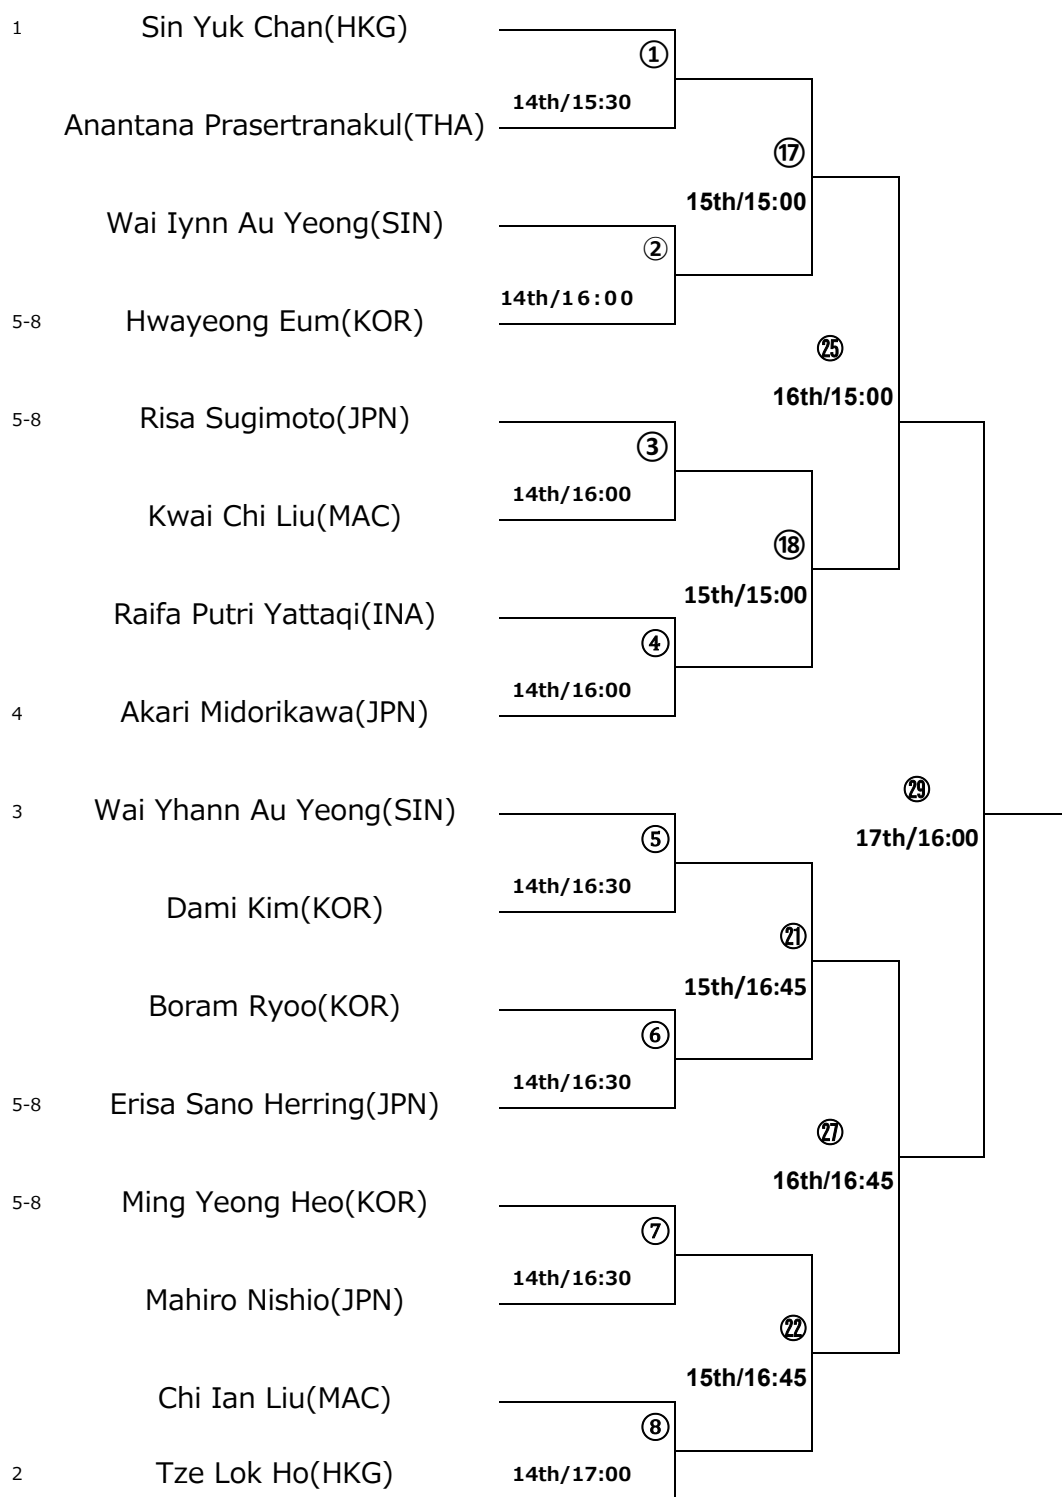 1 Sin Yuk Chan(HKG)
①
14th/15:30
Anantana Prasertranakul(THA)
⑰
15th/15:00
Wai Iynn Au Yeong(SIN)
②
14th/16:00
5-8 Hwayeong Eum(KOR)
㉕
16th/15:00
5-8 Risa Sugimoto(JPN)
③
14th/16:00
Kwai Chi Liu(MAC)
⑱
15th/15:00
Raifa Putri Yattaqi(INA)
④
14th/16:00
4 Akari Midorikawa(JPN)
㉙
17th/16:00
3 Wai Yhann Au Yeong(SIN)
⑤
14th/16:30
Dami Kim(KOR)
㉑
15th/16:45
Boram Ryoo(KOR)
⑥
14th/16:30
5-8 Erisa Sano Herring(JPN)
㉗
16th/16:45
5-8 Ming Yeong Heo(KOR)
⑦
14th/16:30
Mahiro Nishio(JPN)
㉒
15th/16:45
Chi Ian Liu(MAC)
⑧
14th/17:00
2 Tze Lok Ho(HKG)